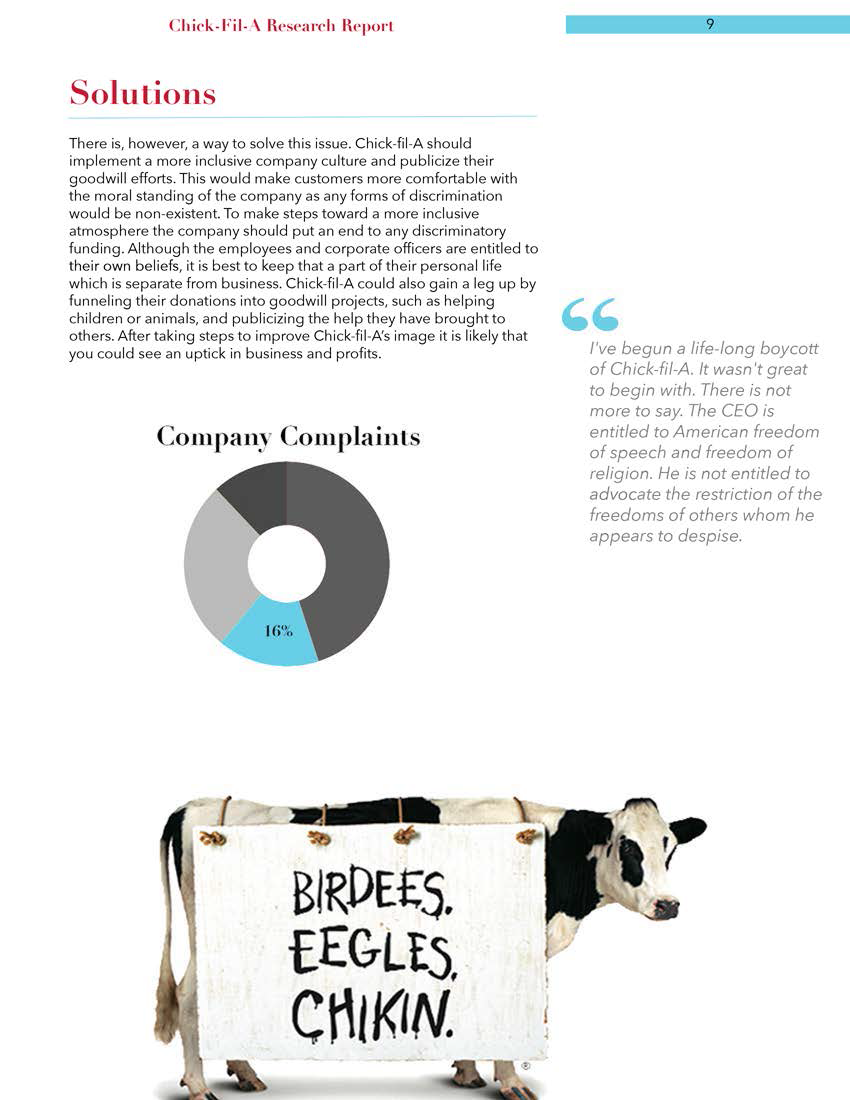 Chick-Fil-A Research Report
9
Solutions
There is, however, a way to solve this issue. Chick-fil-A should
implement a more inclusive company culture and publicize their
goodwill efforts. This would make customers more comfortable with
the moral standing of the company as any forms of discrimination
would be non-existent. To make steps toward a more inclusive
atmosphere the company should put an end to any discriminatory
funding. Although the employees and corporate officers are entitled to
their own beliefs, it is best to keep that a part of their personal life
which is separate from business. Chick-fil-A could also gain a leg up by
funneling their donations into goodwill projects, such as helping
children or animals, and publicizing the help they have brought to
others. After taking steps to improve Chick-fil-A’s image it is likely that
you could see an uptick in business and profits.
“
I've begun a life-long boycott
of Chick-fil-A. It wasn't great
to begin with. There is not
more to say. The CEO is
entitled to American freedom
of speech and freedom of
religion. He is not entitled to
advocate the restriction of the
freedoms of others whom he
appears to despise.
Company Complaints
16%
BIRDEES.
EEGLES.
CHIKIN.
®